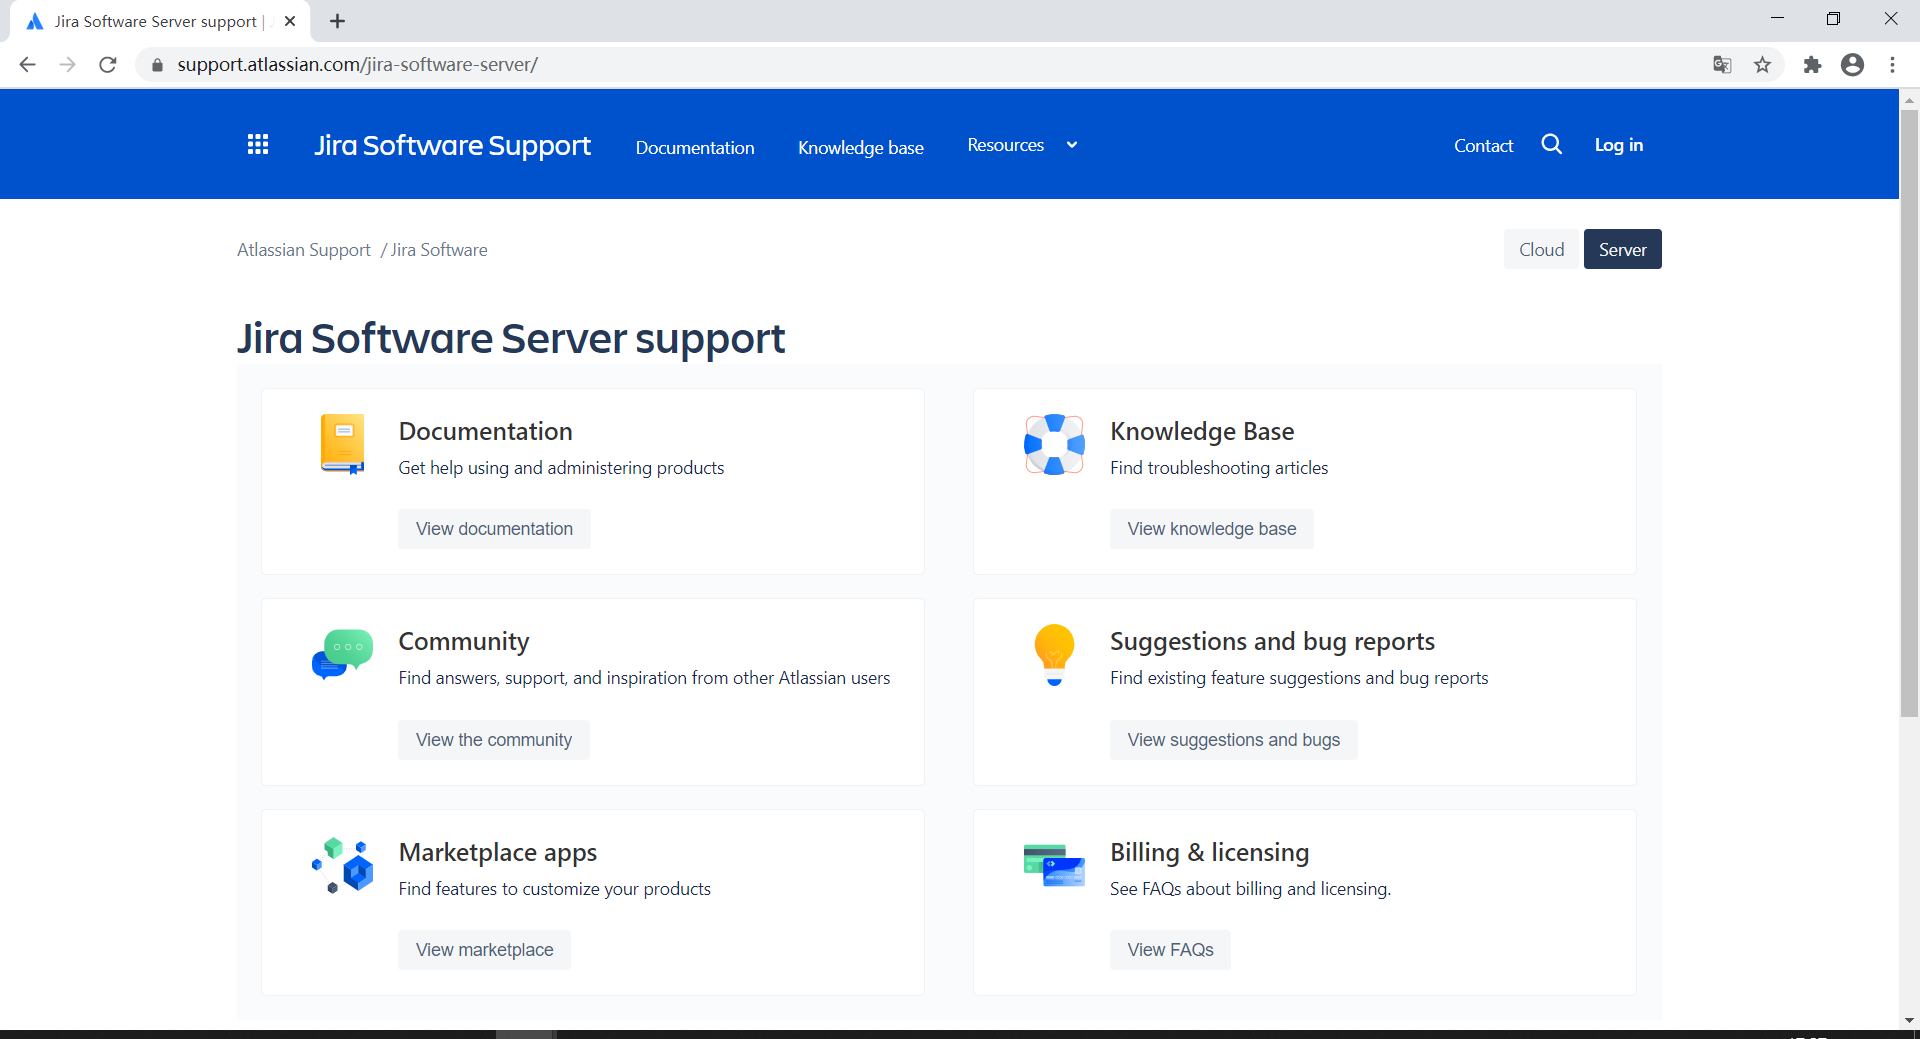 Jira Software Server support |
support.atlassian.com/jira-software-server/
Jira Software Support
Documentation
Knowledge base
Resources
Contact
Log in
Atlassian Support / Jira Software
Cloud
Server
Jira Software Server support
Documentation
Get help using and administering products
View documentation
Knowledge Base
Find troubleshooting articles
View knowledge base
Community
Find answers, support, and inspiration from other Atlassian users
View the community
Suggestions and bug reports
Find existing feature suggestions and bug reports
View suggestions and bugs
Marketplace apps
Find features to customize your products
View marketplace
Billing & licensing
See FAQs about billing and licensing.
View FAQs